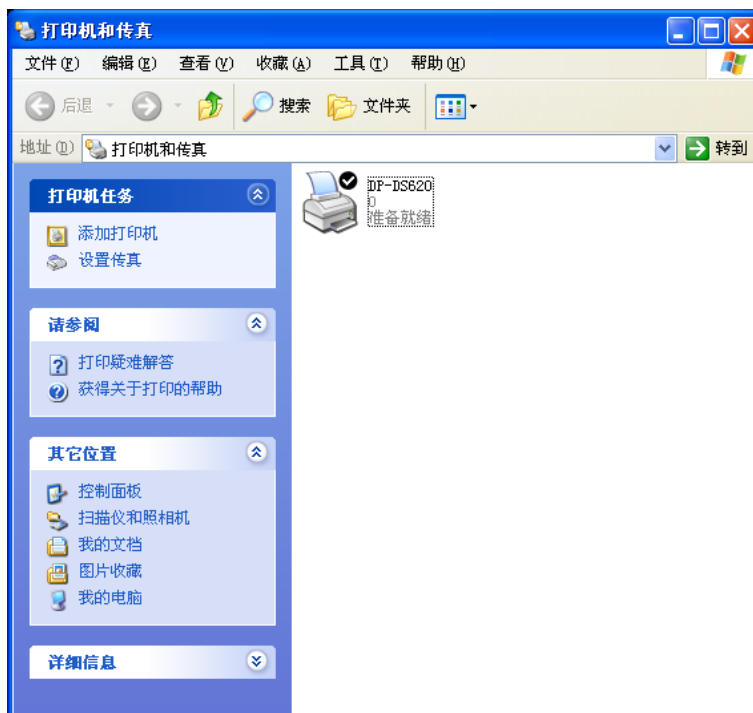 打印机和传真
文件(F) 编辑(E) 查看(V) 收藏(A) 工具(T) 帮助(H)
后退 搜索 文件夹
地址(D) 打印机和传真 转到
打印机任务
添加打印机
设置传真
请参阅
打印疑难解答
获得关于打印的帮助
其它位置
控制面板
扫描仪和照相机
我的文档
图片收藏
我的电脑
详细信息
DP-DS620
0
准备就绪